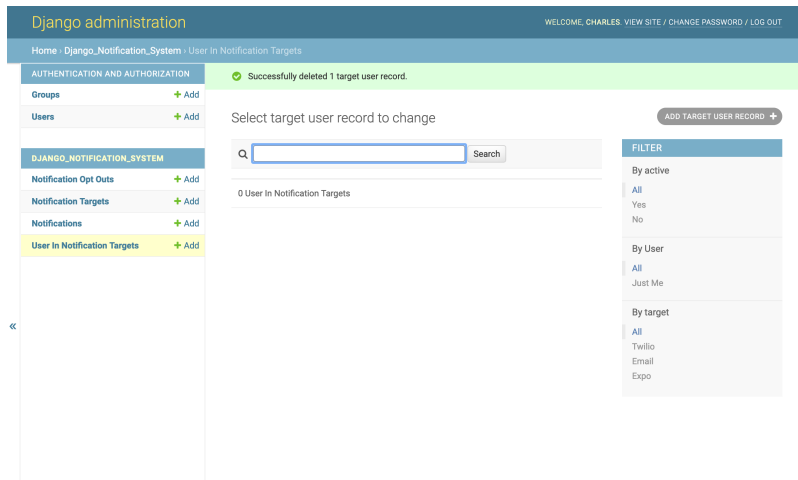 Django administration
WELCOME, CHARLES. VIEW SITE / CHANGE PASSWORD / LOG OUT
Home › Django_Notification_System › User In Notification Targets
AUTHENTICATION AND AUTHORIZATION
Groups + Add
Users + Add
DJANGO_NOTIFICATION_SYSTEM
Notification Opt Outs + Add
Notification Targets + Add
Notifications + Add
User In Notification Targets + Add
«
Successfully deleted 1 target user record.
Select target user record to change
ADD TARGET USER RECORD +
Search
0 User In Notification Targets
FILTER
By active
All
Yes
No
By User
All
Just Me
By target
All
Twilio
Email
Expo